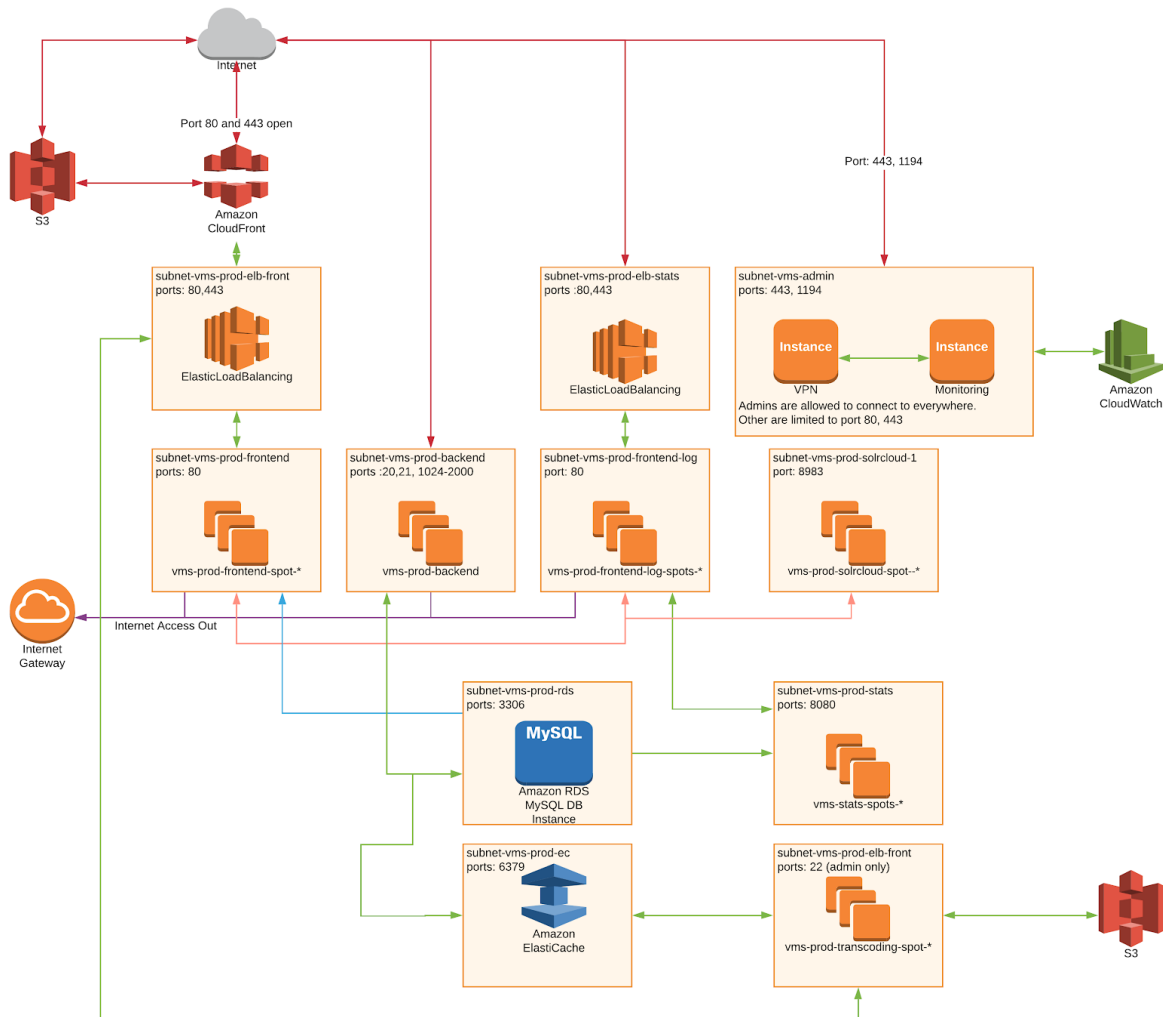 Internet
Port 80 and 443 open
Port: 443, 1194
S3
Amazon
CloudFront
subnet-vms-prod-elb-front
ports: 80,443
ElasticLoadBalancing
subnet-vms-prod-elb-stats
ports :80,443
ElasticLoadBalancing
subnet-vms-admin
ports: 443, 1194
Instance
VPN
Instance
Monitoring
Admins are allowed to connect to everywhere.
Other are limited to port 80, 443
Amazon
CloudWatch
subnet-vms-prod-frontend
ports: 80
vms-prod-frontend-spot-*
subnet-vms-prod-backend
ports :20,21, 1024-2000
vms-prod-backend
subnet-vms-prod-frontend-log
port: 80
vms-prod-frontend-log-spots-*
subnet-vms-prod-solrcloud-1
port: 8983
vms-prod-solrcloud-spot--*
Internet
Gateway
Internet Access Out
subnet-vms-prod-rds
ports: 3306
MySQL
Amazon RDS
MySQL DB
Instance
subnet-vms-prod-stats
ports: 8080
vms-stats-spots-*
subnet-vms-prod-ec
ports: 6379
Amazon
ElastiCache
subnet-vms-prod-elb-front
ports: 22 (admin only)
vms-prod-transcoding-spot-*
S3